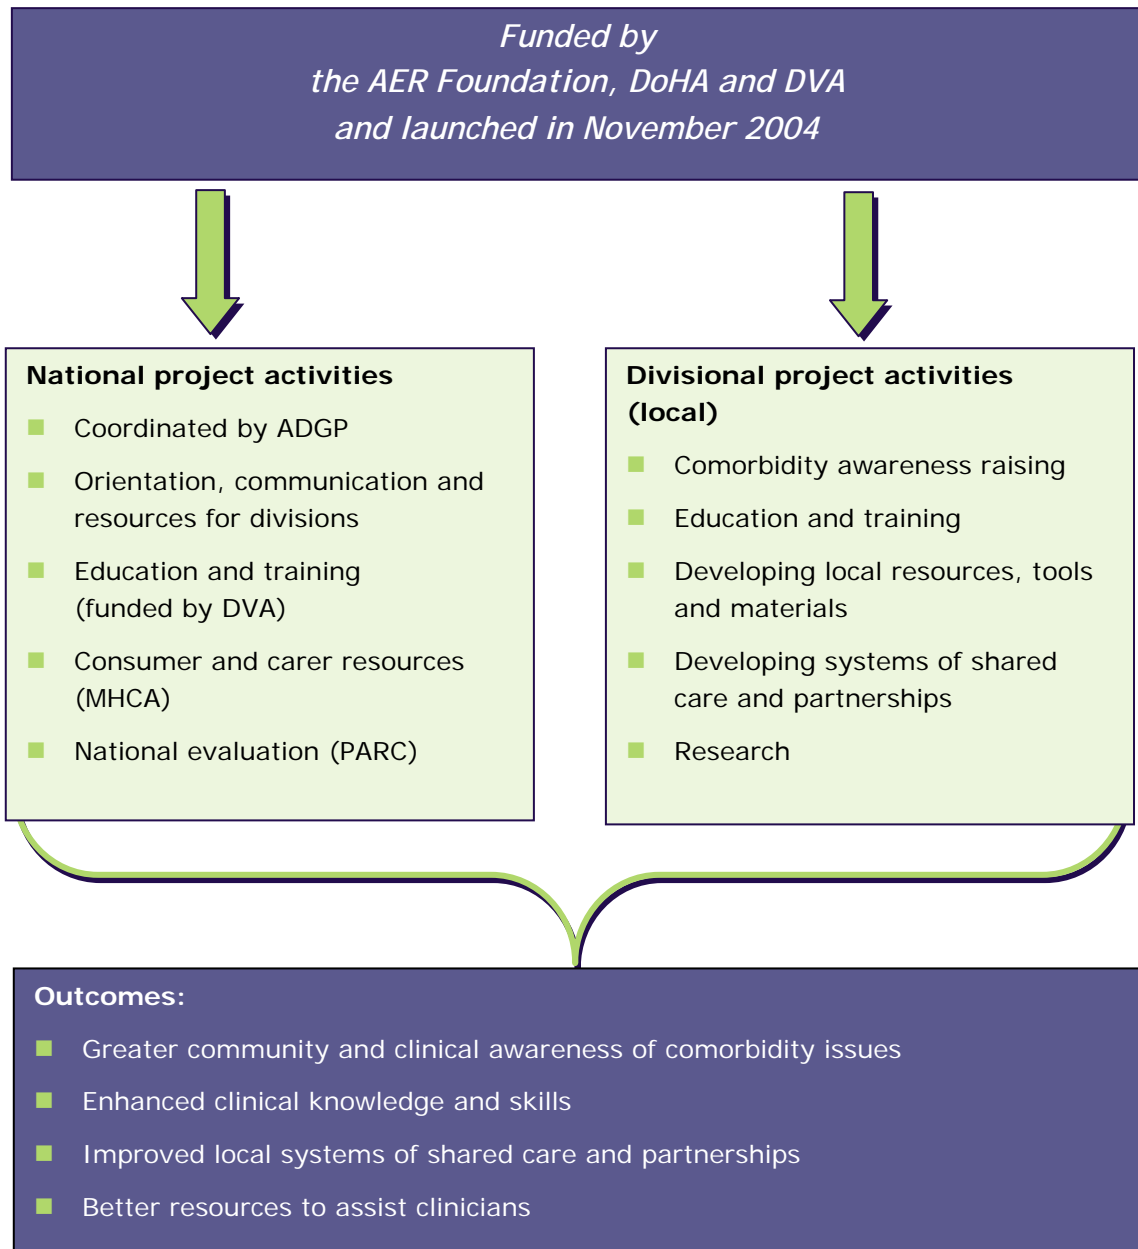 Funded by
the AER Foundation, DoHA and DVA
and launched in November 2004
National project activities
Coordinated by ADGP
Orientation, communication and
resources for divisions
Education and training
(funded by DVA)
Consumer and carer resources
(MHCA)
National evaluation (PARC)
Divisional project activities
(local)
Comorbidity awareness raising
Education and training
Developing local resources, tools
and materials
Developing systems of shared
care and partnerships
Research
Outcomes:
Greater community and clinical awareness of comorbidity issues
Enhanced clinical knowledge and skills
Improved local systems of shared care and partnerships
Better resources to assist clinicians